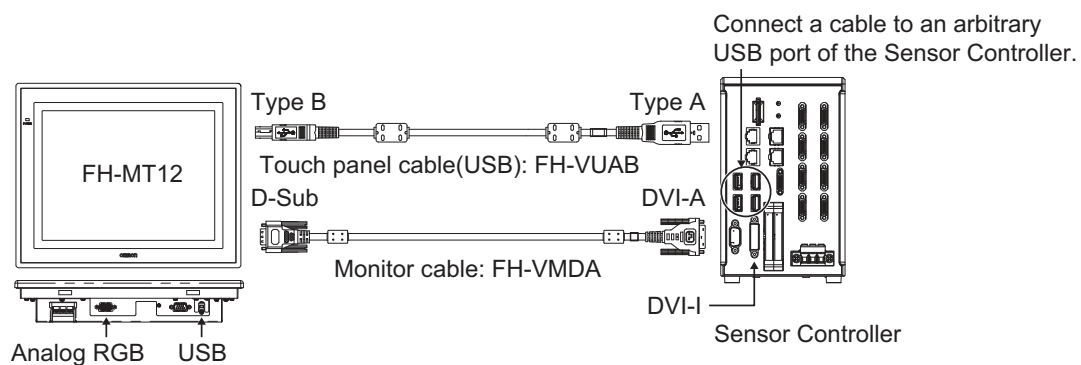 Connect a cable to an arbitrary
USB port of the Sensor Controller.
Type B
Type A
FH-MT12
Touch panel cable(USB): FH-VUAB
D-Sub
DVI-A
OMRON
Monitor cable: FH-VMDA
DVI-I
Sensor Controller
Analog RGB
USB